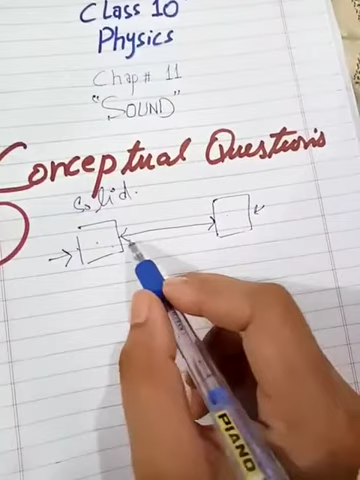 Class 10
Physics
Chap# 11
"SOUND"
Conceptual Questions
Solid.
PIANO